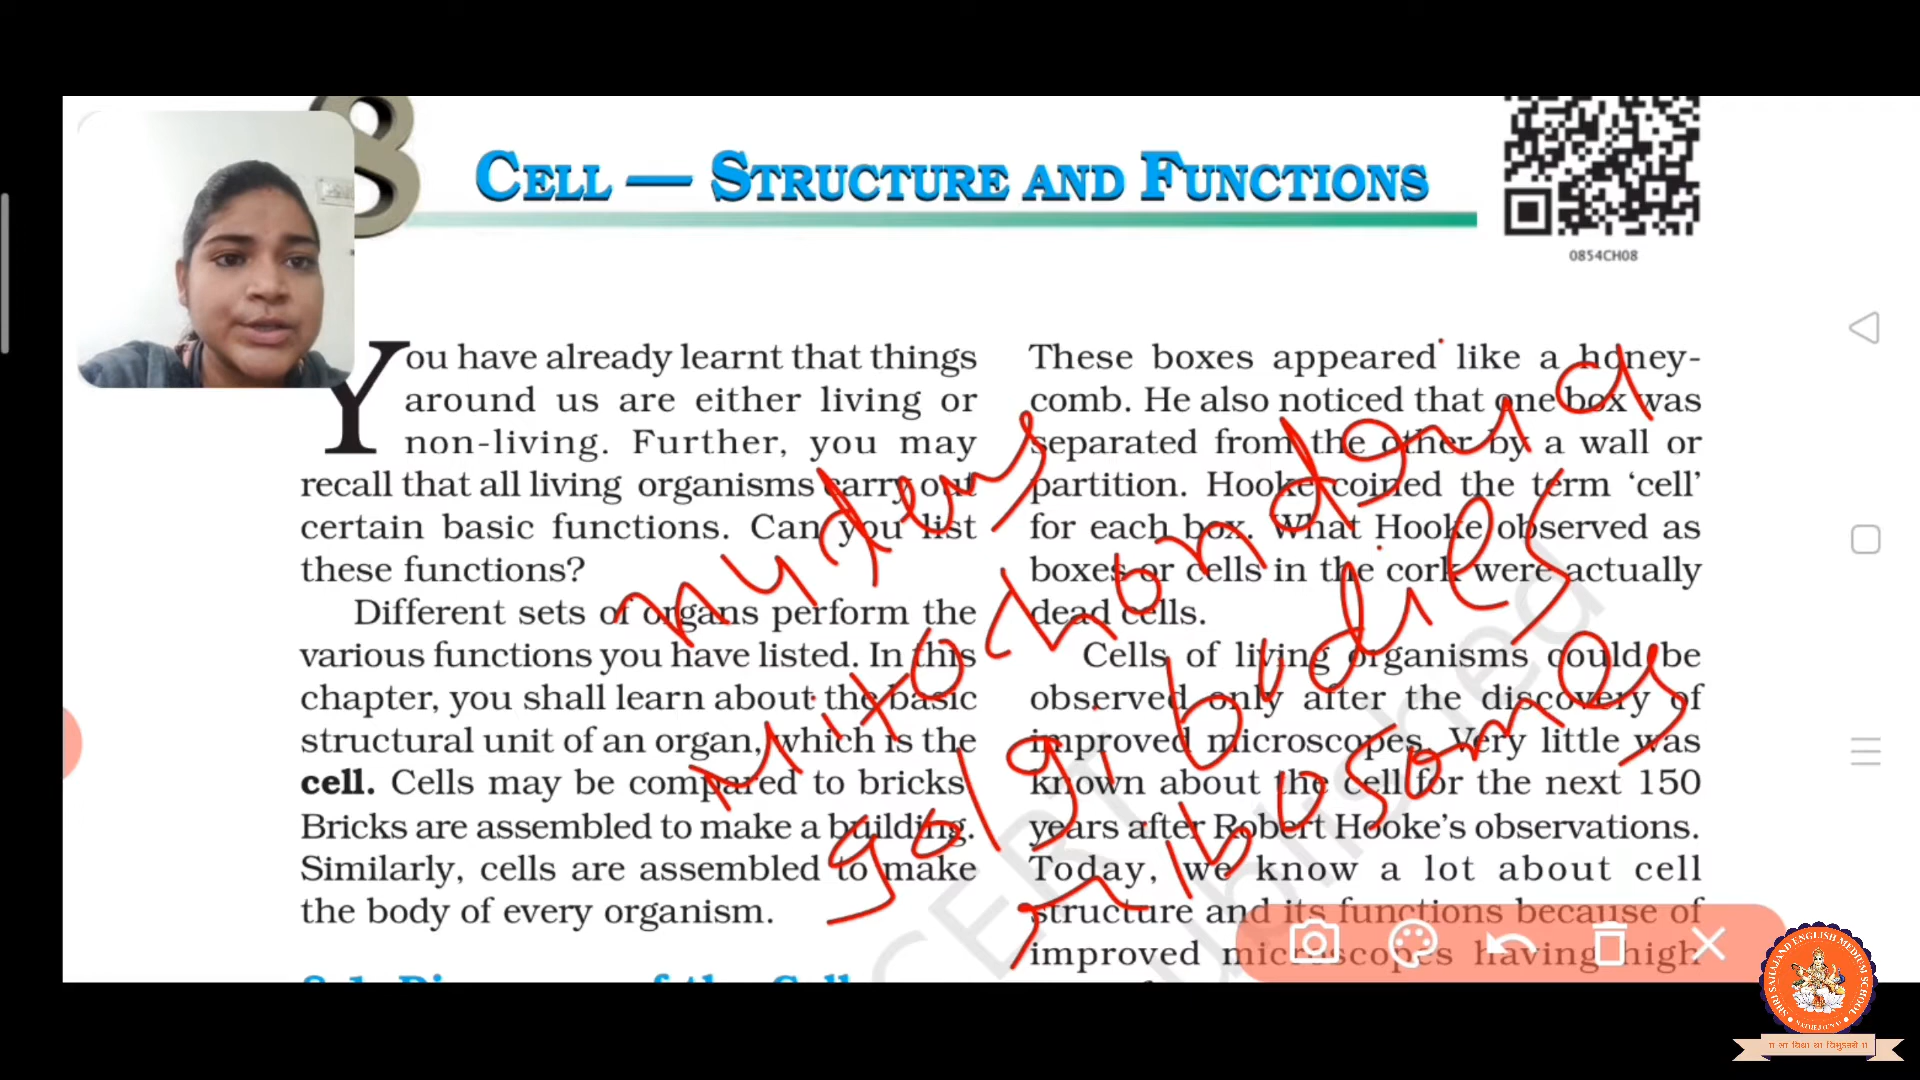 8
CELL — STRUCTURE AND FUNCTIONS
0854CH08
You have already learnt that things
around us are either living or
non-living. Further, you may
recall that all living organisms carry out
certain basic functions. Can you list
these functions?
Different sets of organs perform the
various functions you have listed. In this
chapter, you shall learn about the basic
structural unit of an organ, which is the
cell. Cells may be compared to bricks.
Bricks are assembled to make a building.
Similarly, cells are assembled to make
the body of every organism.
These boxes appeared like a honey-
comb. He also noticed that one box was
separated from the other by a wall or
partition. Hooke coined the term ‘cell’
for each box. What Hooke observed as
boxes or cells in the cork were actually
dead cells.
Cells of living organisms could be
observed only after the discovery of
improved microscopes. Very little was
known about the cell for the next 150
years after Robert Hooke’s observations.
Today, we know a lot about cell
structure and its functions because of
improved microscopes having high
golgi bodies
ribosomes
SHRI SAHAJANAND ENGLISH MEDIUM SCHOOL